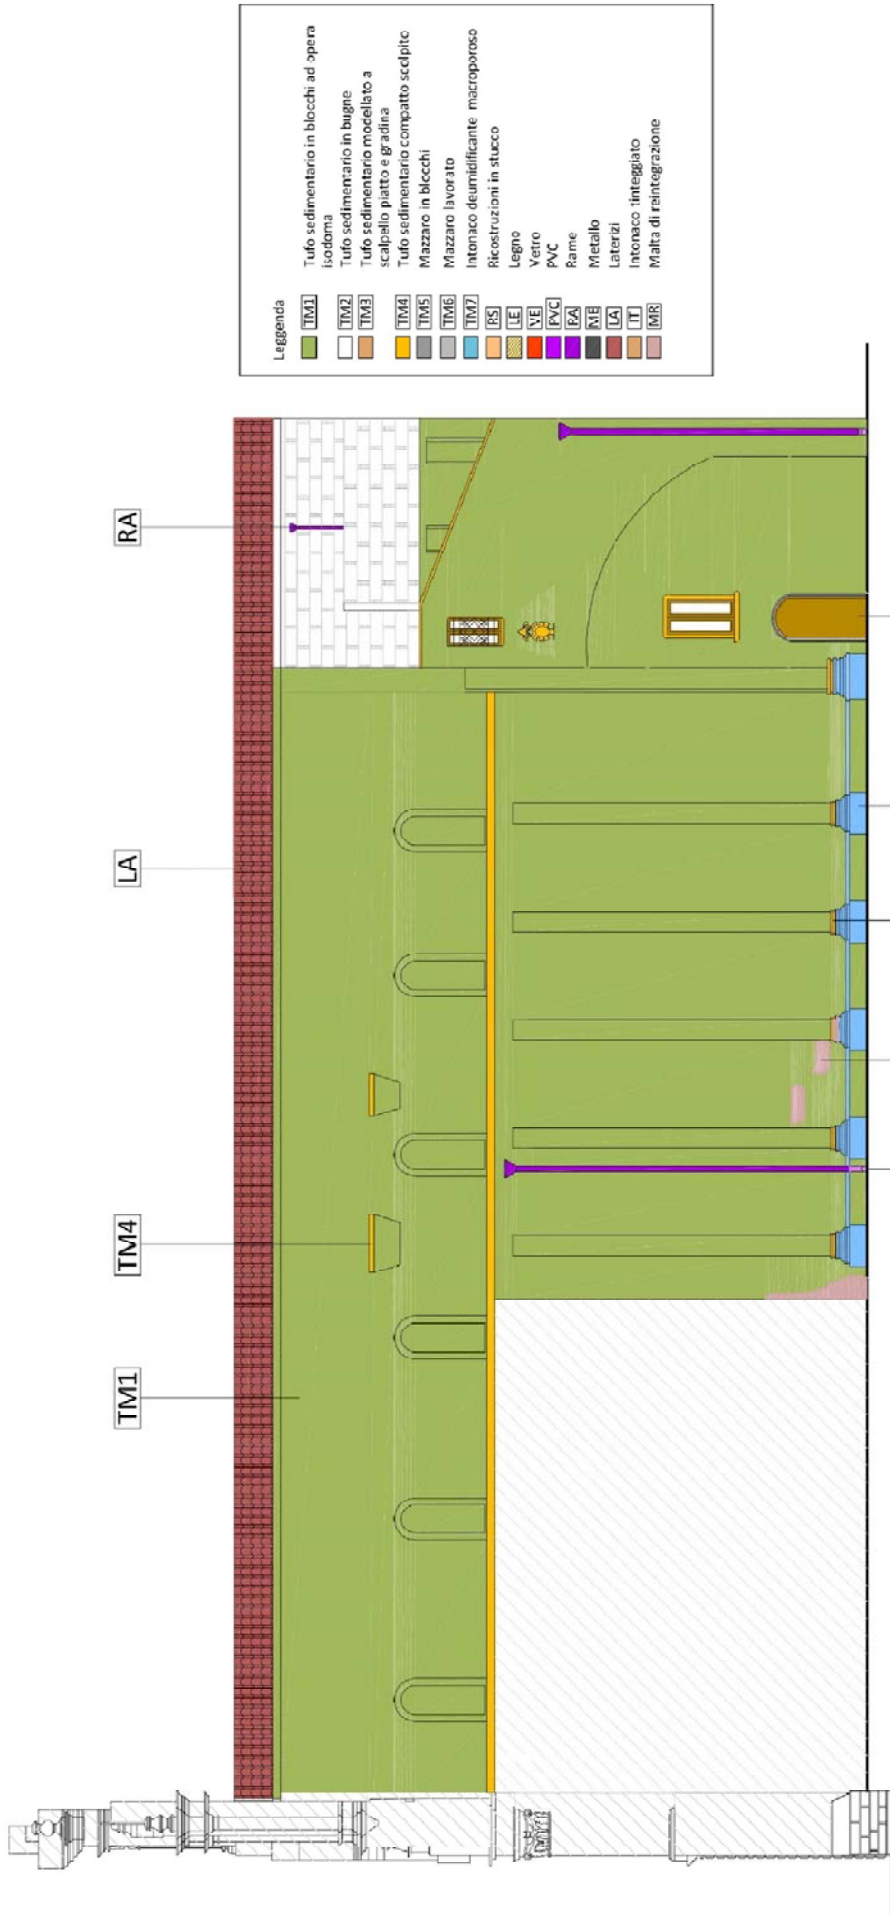 Leggenda
TM1 Tufo sedimentario in blocchi ad opera
isodoma
TM2 Tufo sedimentario in bugne
TM3 Tufo sedimentario modellato a
scalpello piatto e gradina
TM4 Tufo sedimentario compatto scolpito
TM5 Mazzaro in blocchi
TM6 Mazzaro lavorato
TM7 Intonaco deumidificante macroporoso
RS Ricostruzioni in stucco
LE Legno
VE Vetro
PVC PVC
RA Rame
ME Metallo
LA Laterizi
IT Intonaco tinteggiato
MR Malta di reintegrazione
TM1
TM4
LA
RA